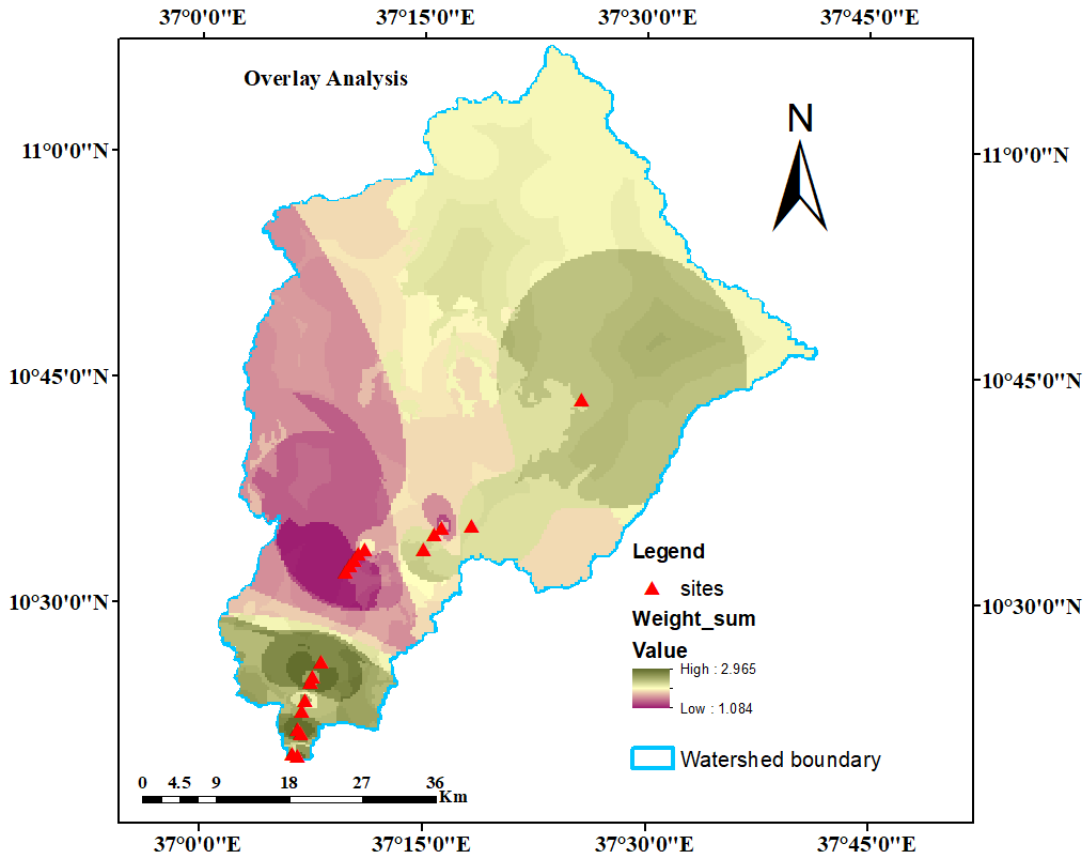 37°0'0"E 37°15'0"E 37°30'0"E 37°45'0"E
Overlay Analysis
N
11°0'0"N 11°0'0"N
10°45'0"N 10°45'0"N
10°30'0"N 10°30'0"N
Legend
sites
Weight_sum
Value
High : 2.965
Low : 1.084
Watershed boundary
0 4.5 9 18 27 36
Km
37°0'0"E 37°15'0"E 37°30'0"E 37°45'0"E